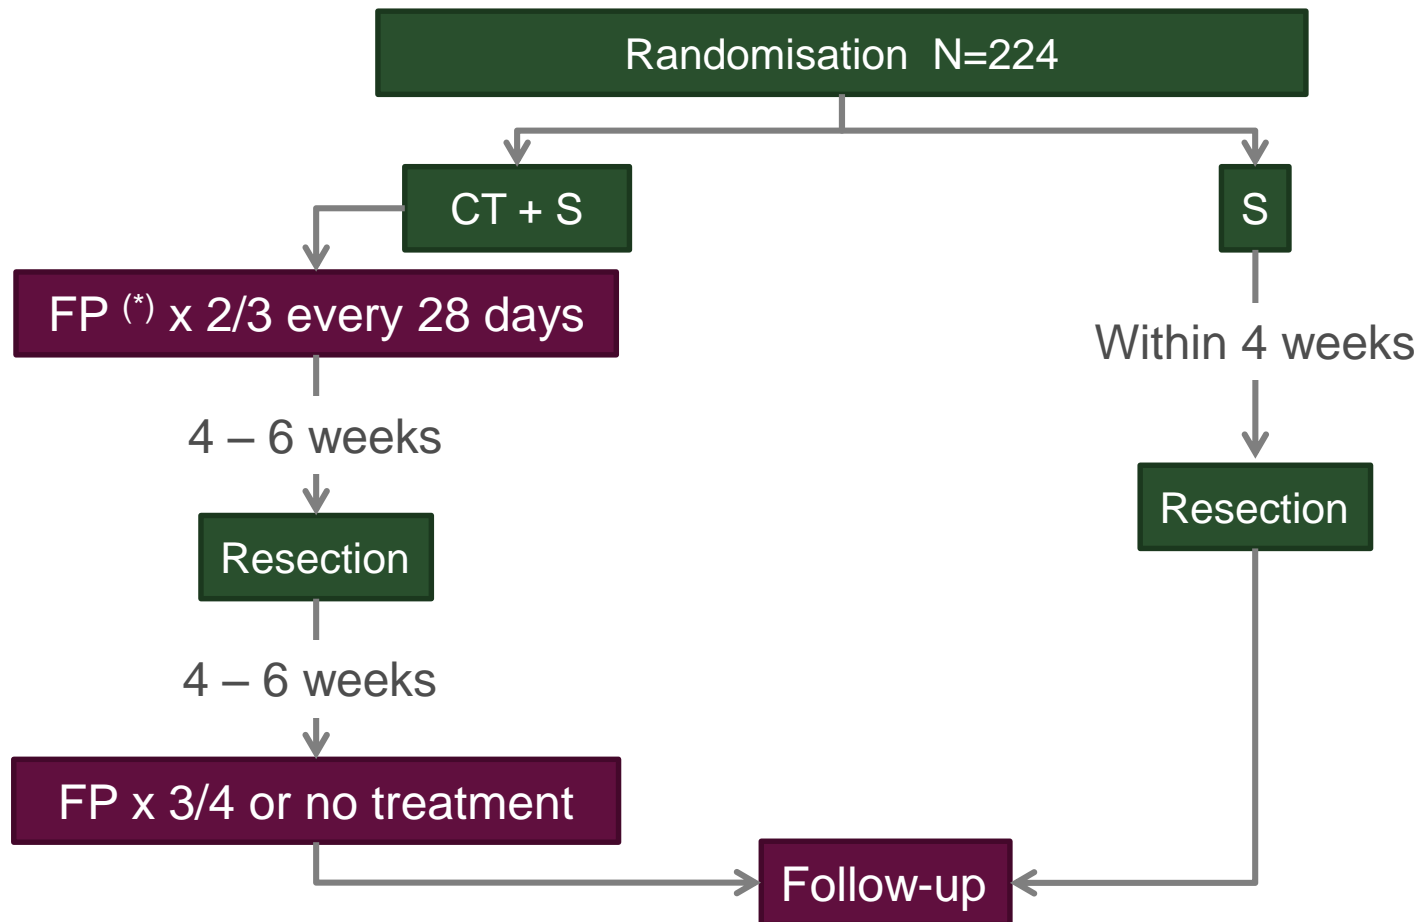 Randomisation  N=224
CT + S
S
FP (*) x 2/3 every 28 days
Within 4 weeks
4 – 6 weeks
Resection
Resection
4 – 6 weeks
FP x 3/4 or no treatment
Follow-up